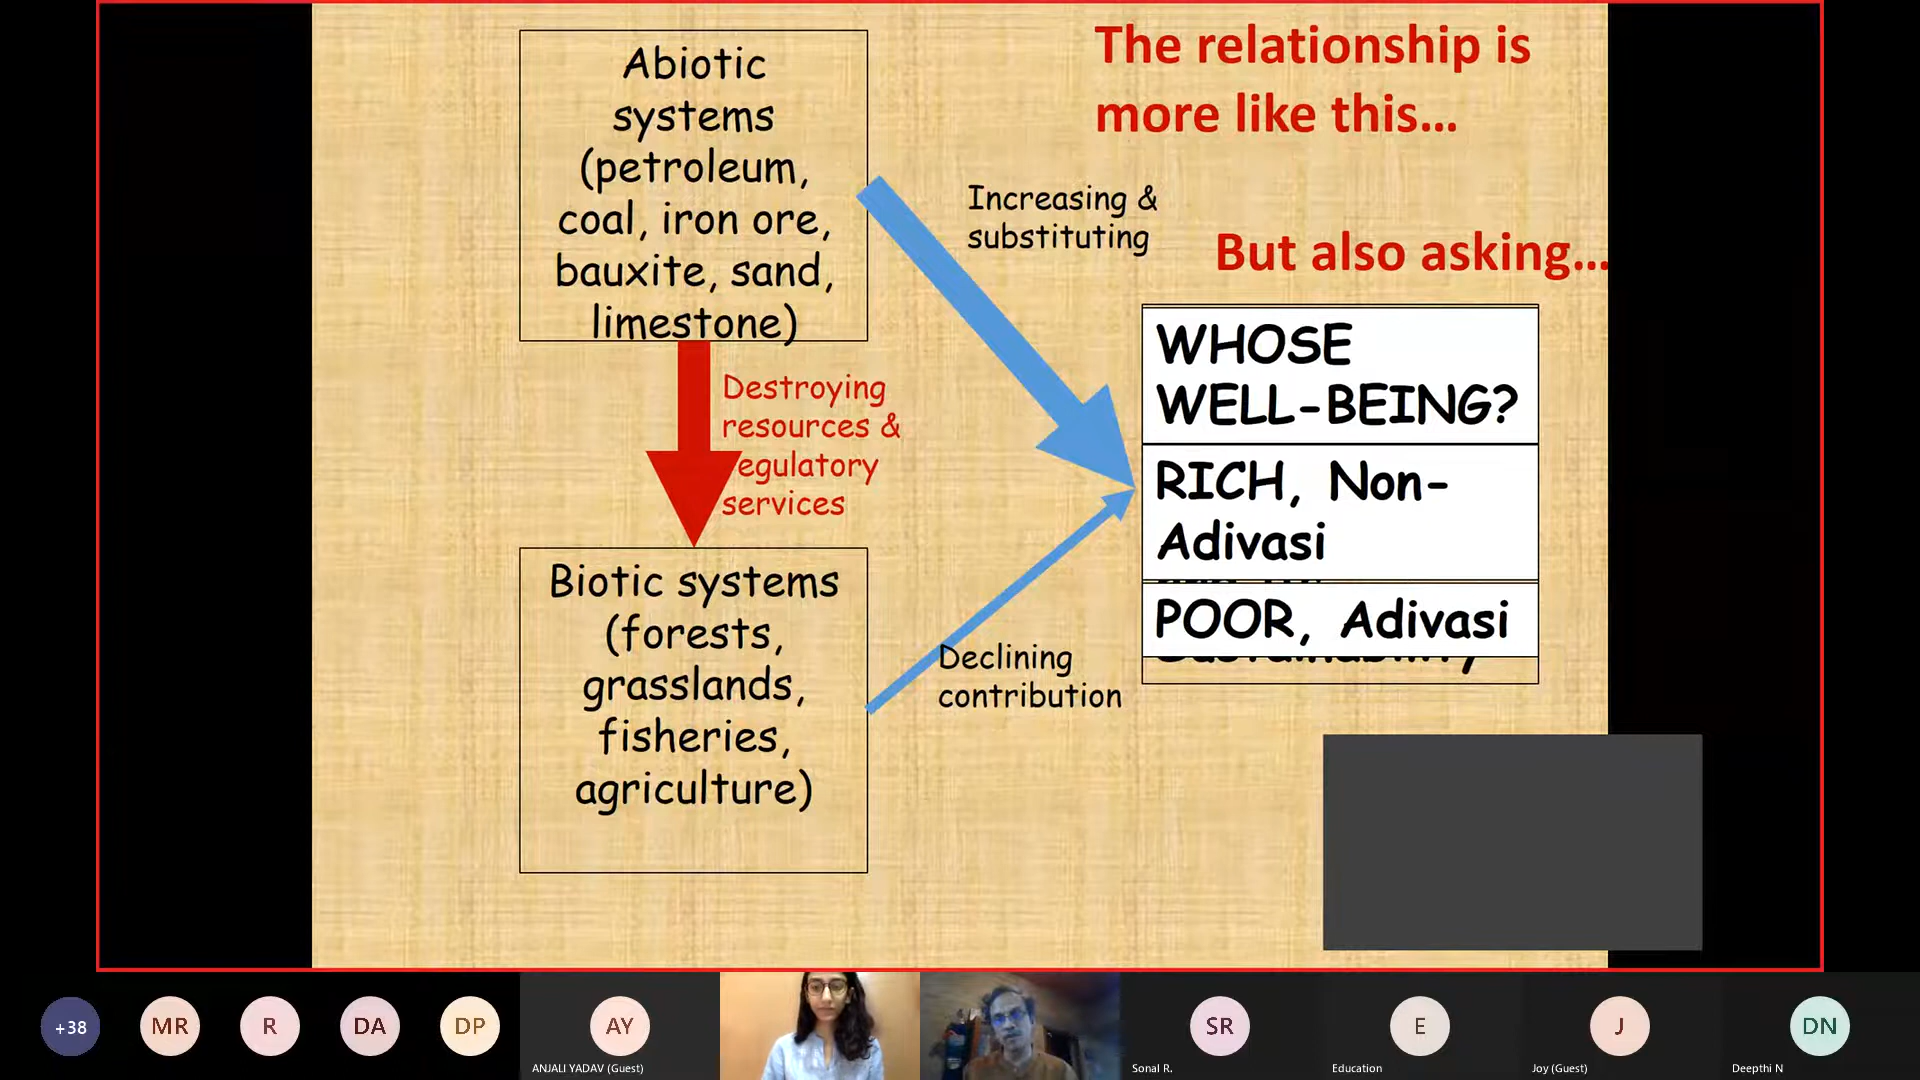 Abiotic
systems
(petroleum,
coal, iron ore,
bauxite, sand,
limestone)
The relationship is
more like this...
Increasing &
substituting
But also asking...
WHOSE
WELL-BEING?
RICH, Non-
Adivasi
POOR, Adivasi
Sustainability
Destroying
resources &
egulatory
services
Biotic systems
(forests,
grasslands,
fisheries,
agriculture)
Declining
contribution
+38
MR
R
DA
DP
AY
ANJALI YADAV (Guest)
SR
Sonal R.
E
Education
J
Joy (Guest)
DN
Deepthi N